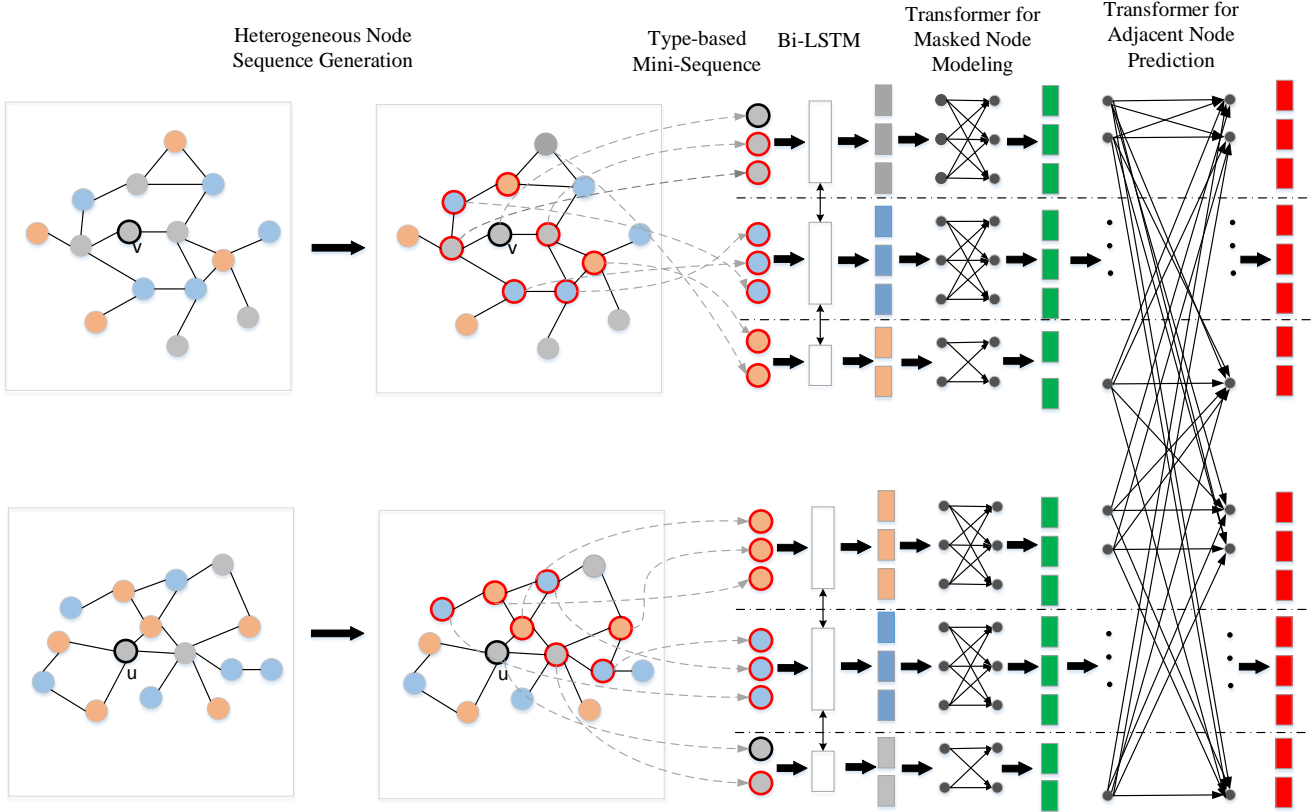 Heterogeneous Node
Sequence Generation
Type-based
Mini-Sequence
Bi-LSTM
Transformer for
Masked Node
Modeling
Transformer for
Adjacent Node
Prediction
v
v
u
u